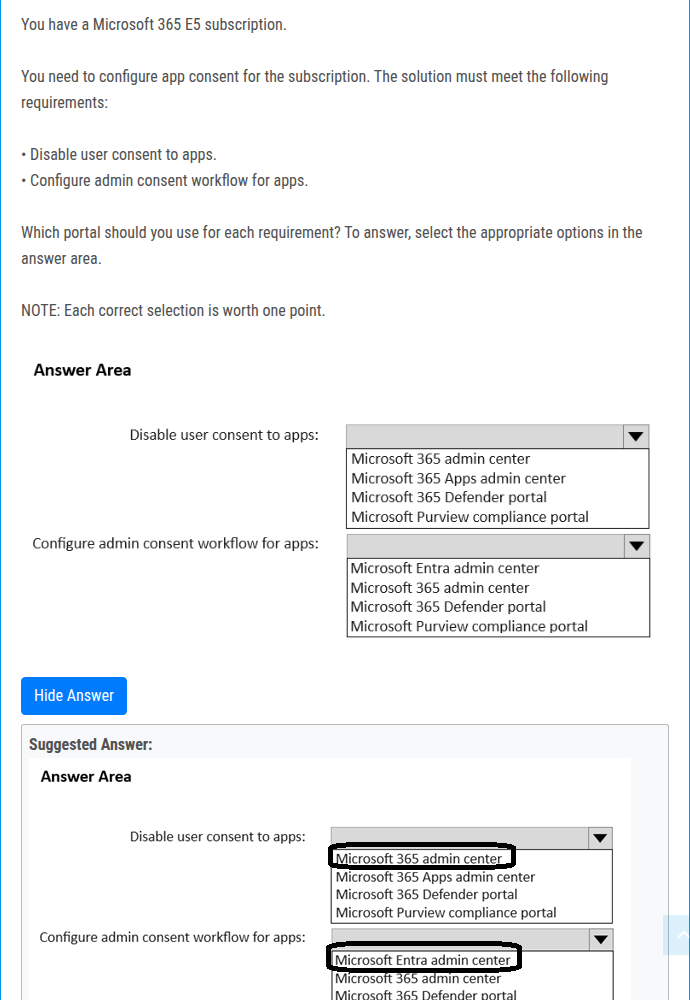 You have a Microsoft 365 E5 subscription.
You need to configure app consent for the subscription. The solution must meet the following
requirements:
• Disable user consent to apps.
• Configure admin consent workflow for apps.
Which portal should you use for each requirement? To answer, select the appropriate options in the
answer area.
NOTE: Each correct selection is worth one point.
Answer Area
Disable user consent to apps:
Microsoft 365 admin center
Microsoft 365 Apps admin center
Microsoft 365 Defender portal
Microsoft Purview compliance portal
Configure admin consent workflow for apps:
Microsoft Entra admin center
Microsoft 365 admin center
Microsoft 365 Defender portal
Microsoft Purview compliance portal
Hide Answer
Suggested Answer:
Answer Area
Disable user consent to apps:
Microsoft 365 admin center
Microsoft 365 Apps admin center
Microsoft 365 Defender portal
Microsoft Purview compliance portal
Configure admin consent workflow for apps:
Microsoft Entra admin center
Microsoft 365 admin center
Microsoft 365 Defender portal